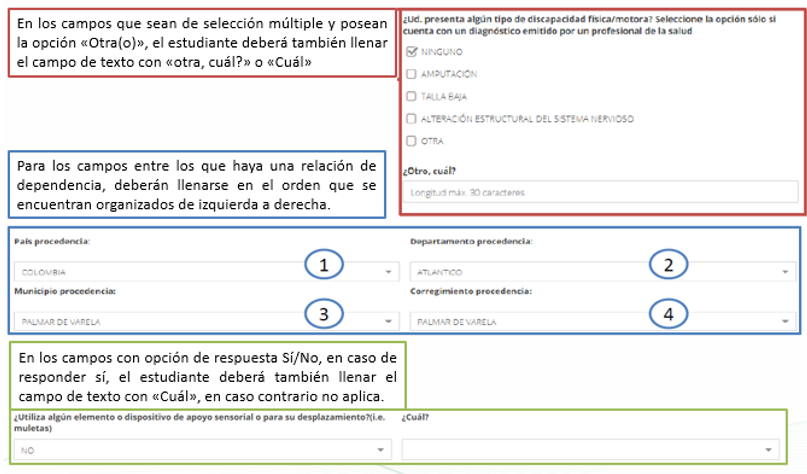 En los campos que sean de selección múltiple y posean
la opción «Otra(o)», el estudiante deberá también llenar
el campo de texto con «otra, cuál?» o «Cuál»
¿Ud. presenta algún tipo de discapacidad física/motora? Seleccione la opción sólo si
cuenta con un diagnóstico emitido por un profesional de la salud
NINGUNO
AMPUTACIÓN
TALLA BAJA
ALTERACIÓN ESTRUCTURAL DEL SISTEMA NERVIOSO
OTRA
¿Otro, cuál?
Longitud máx. 30 caracteres
Para los campos entre los que haya una relación de
dependencia, deberán llenarse en el orden que se
encuentran organizados de izquierda a derecha.
País procedencia:
COLOMBIA
1
Departamento procedencia:
ATLANTICO
2
Municipio procedencia:
PALMAR DE VARELA
3
Corregimiento procedencia:
PALMAR DE VARELA
4
En los campos con opción de respuesta Sí/No, en caso de
responder sí, el estudiante deberá también llenar el
campo de texto con «Cuál», en caso contrario no aplica.
¿Utiliza algún elemento o dispositivo de apoyo sensorial o para su desplazamiento?(i.e.
muletas)
NO
¿Cuál?